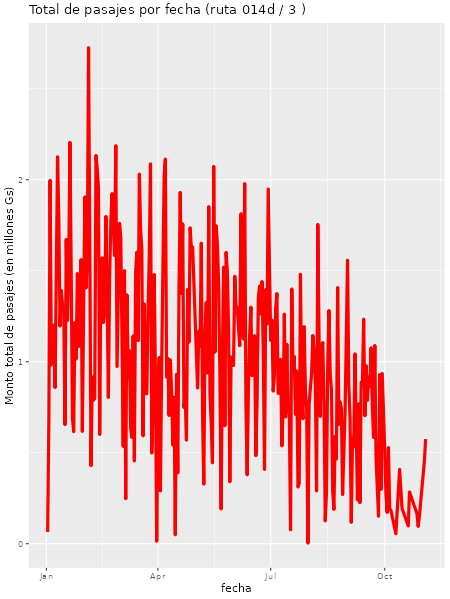 Total de pasajes por fecha (ruta 014d / 3 )
Monto total de pasajes (en millones Gs)
2
1
0
Jan
Apr
Jul
Oct
fecha